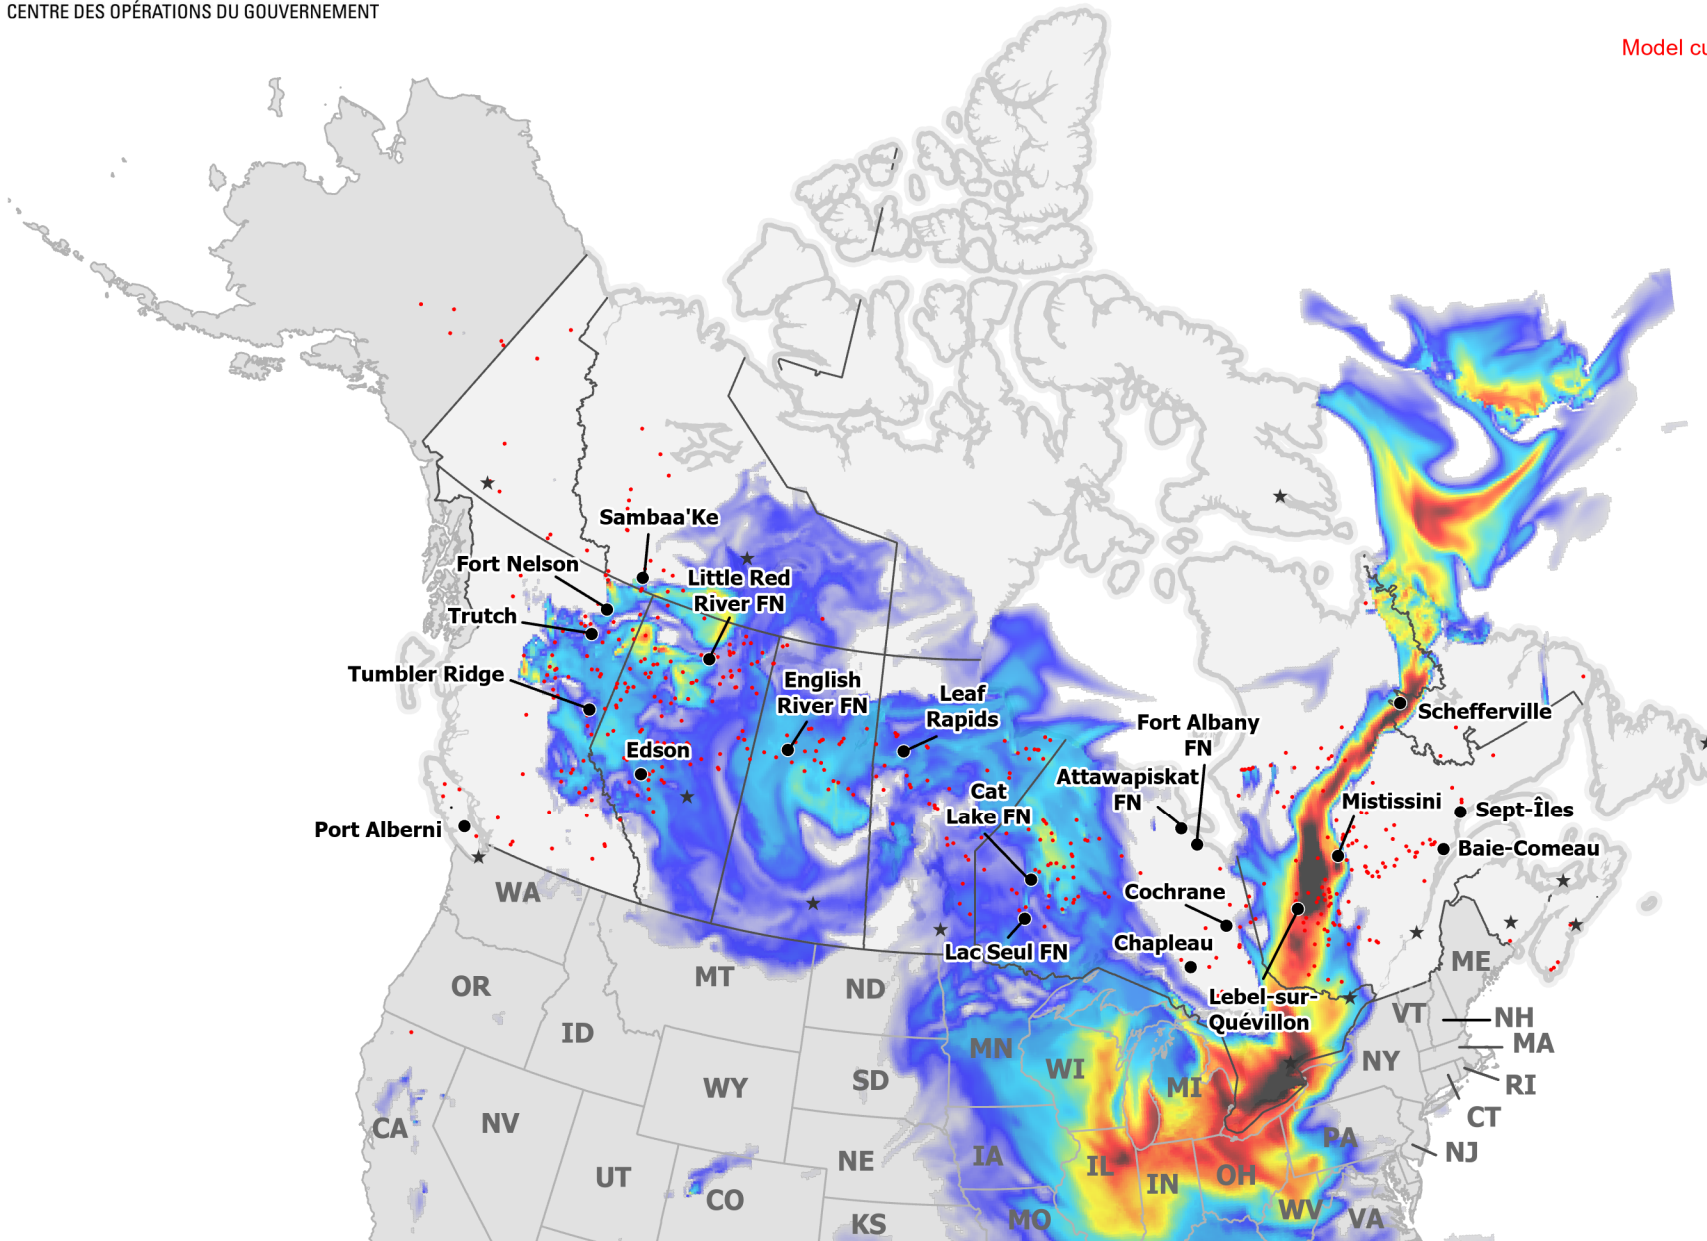 CENTRE DES OPÉRATIONS DU GOUVERNEMENT
Model cu
Sambaa'Ke
Fort Nelson
Little Red
River FN
Trutch
Tumbler Ridge
English
River FN
Leaf
Rapids
Fort Albany
FN
Schefferville
Edson
Attawapiskat
FN
Cat
Lake FN
Mistissini
Sept-Îles
Port Alberni
Baie-Comeau
Cochrane
Chapleau
Lac Seul FN
Lebel-sur-
Quévillon
WA
OR
ID
MT
ND
ME
VT
NH
MA
NY
RI
CT
NJ
MN
WI
MI
SD
WY
NV
CA
UT
CO
NE
IA
IL
IN
OH
PA
WV
VA
MO
KS